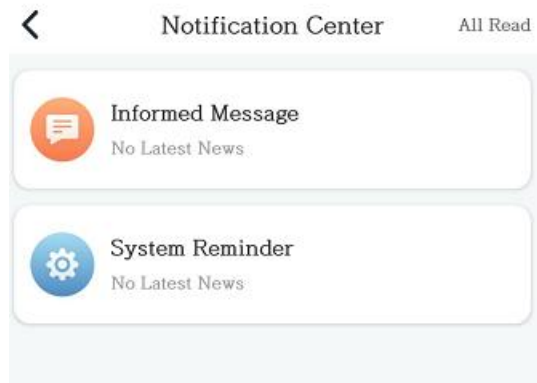 Notification Center
All Read
Informed Message
No Latest News
System Reminder
No Latest News